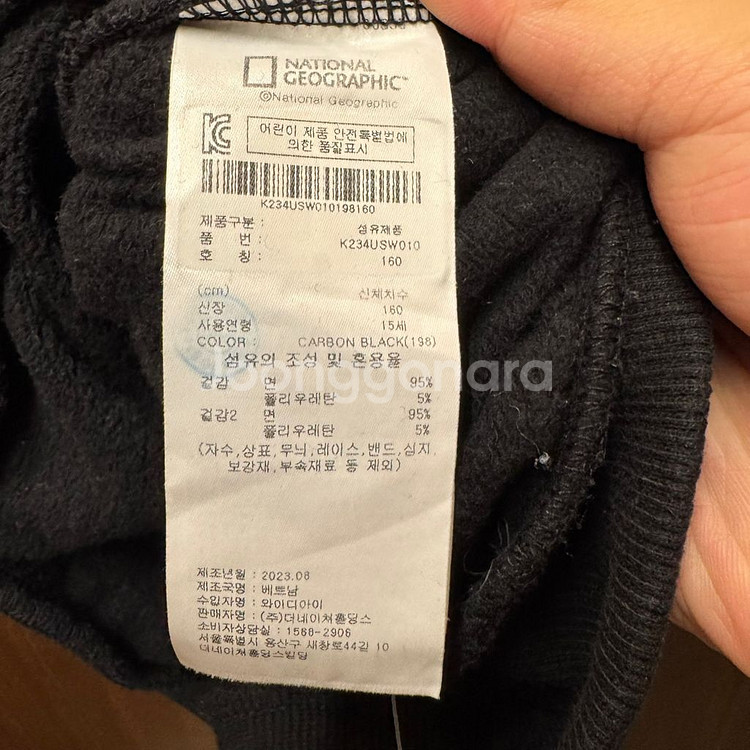 NATIONAL
GEOGRAPHIC™
©National Geographic
어린이 제품 안전특별법에
의한 품질표시
K234USW010198160
제품구분 : 섬유제품
품 번 : K234USW010
호 칭 : 160
(cm) 신체치수
신장 160
사용연령 15세
COLOR : CARBON BLACK(198)
섬유의 조성 및 혼용율
겉감 면 95%
폴리우레탄 5%
겉감2 면 95%
폴리우레탄 5%
(자수,상표,무늬,레이스,밴드,심지,
보강재,부속재료 등 제외)
제조년월 : 2023.08
제조국명 : 베트남
수입자명 : 와이디아이
판매자명 : (주)더네이쳐홀딩스
소비자상담실 : 1566-2906
서울특별시 용산구 새창로44길 10
더네이쳐홀딩스빌딩
loongganara